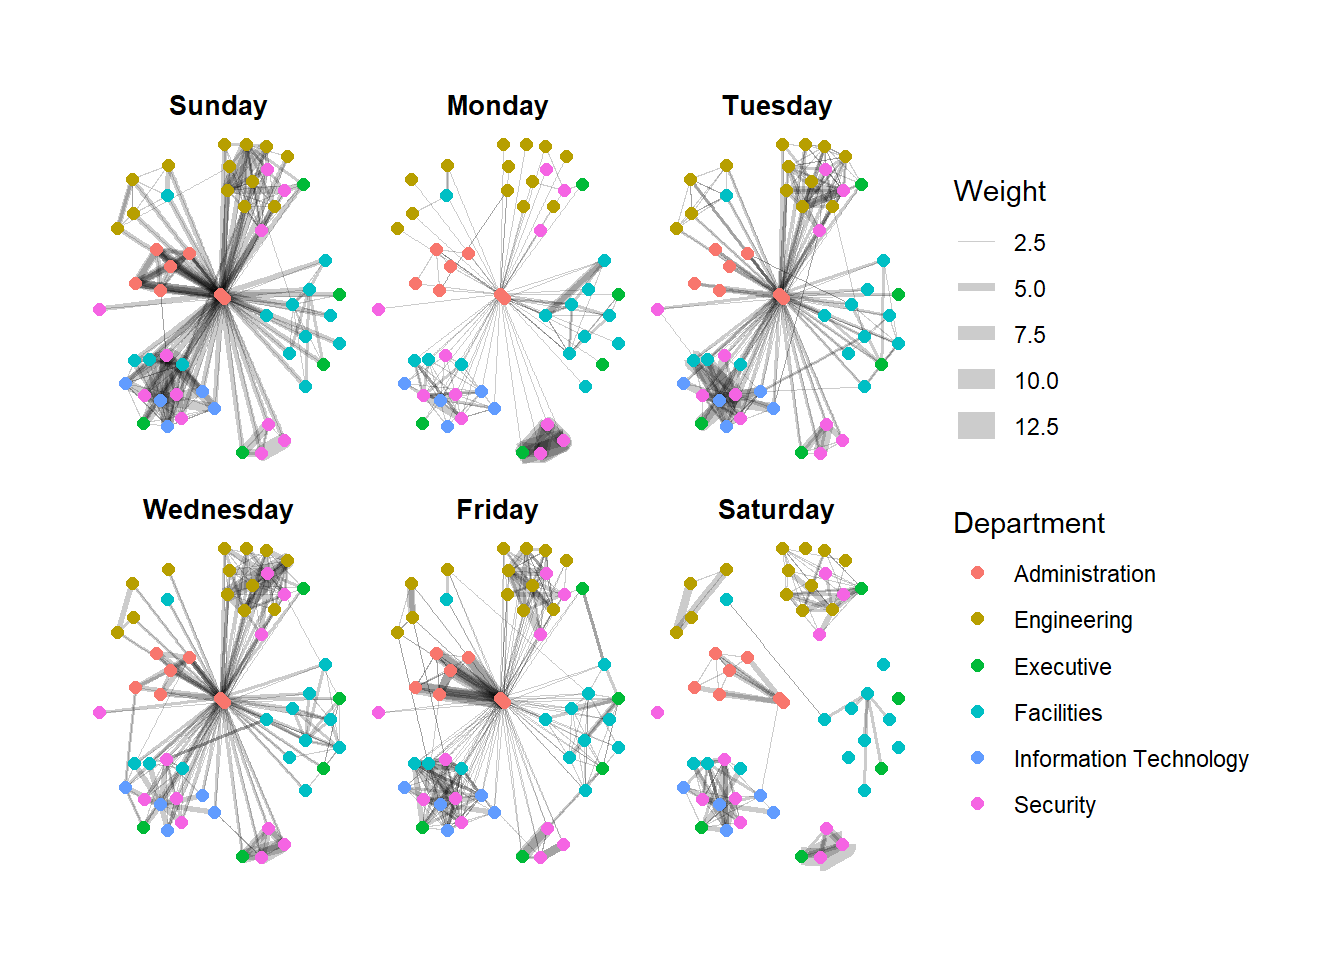 Sunday
Monday
Tuesday
Wednesday
Friday
Saturday
Weight
2.5
5.0
7.5
10.0
12.5
Department
Administration
Engineering
Executive
Facilities
Information Technology
Security